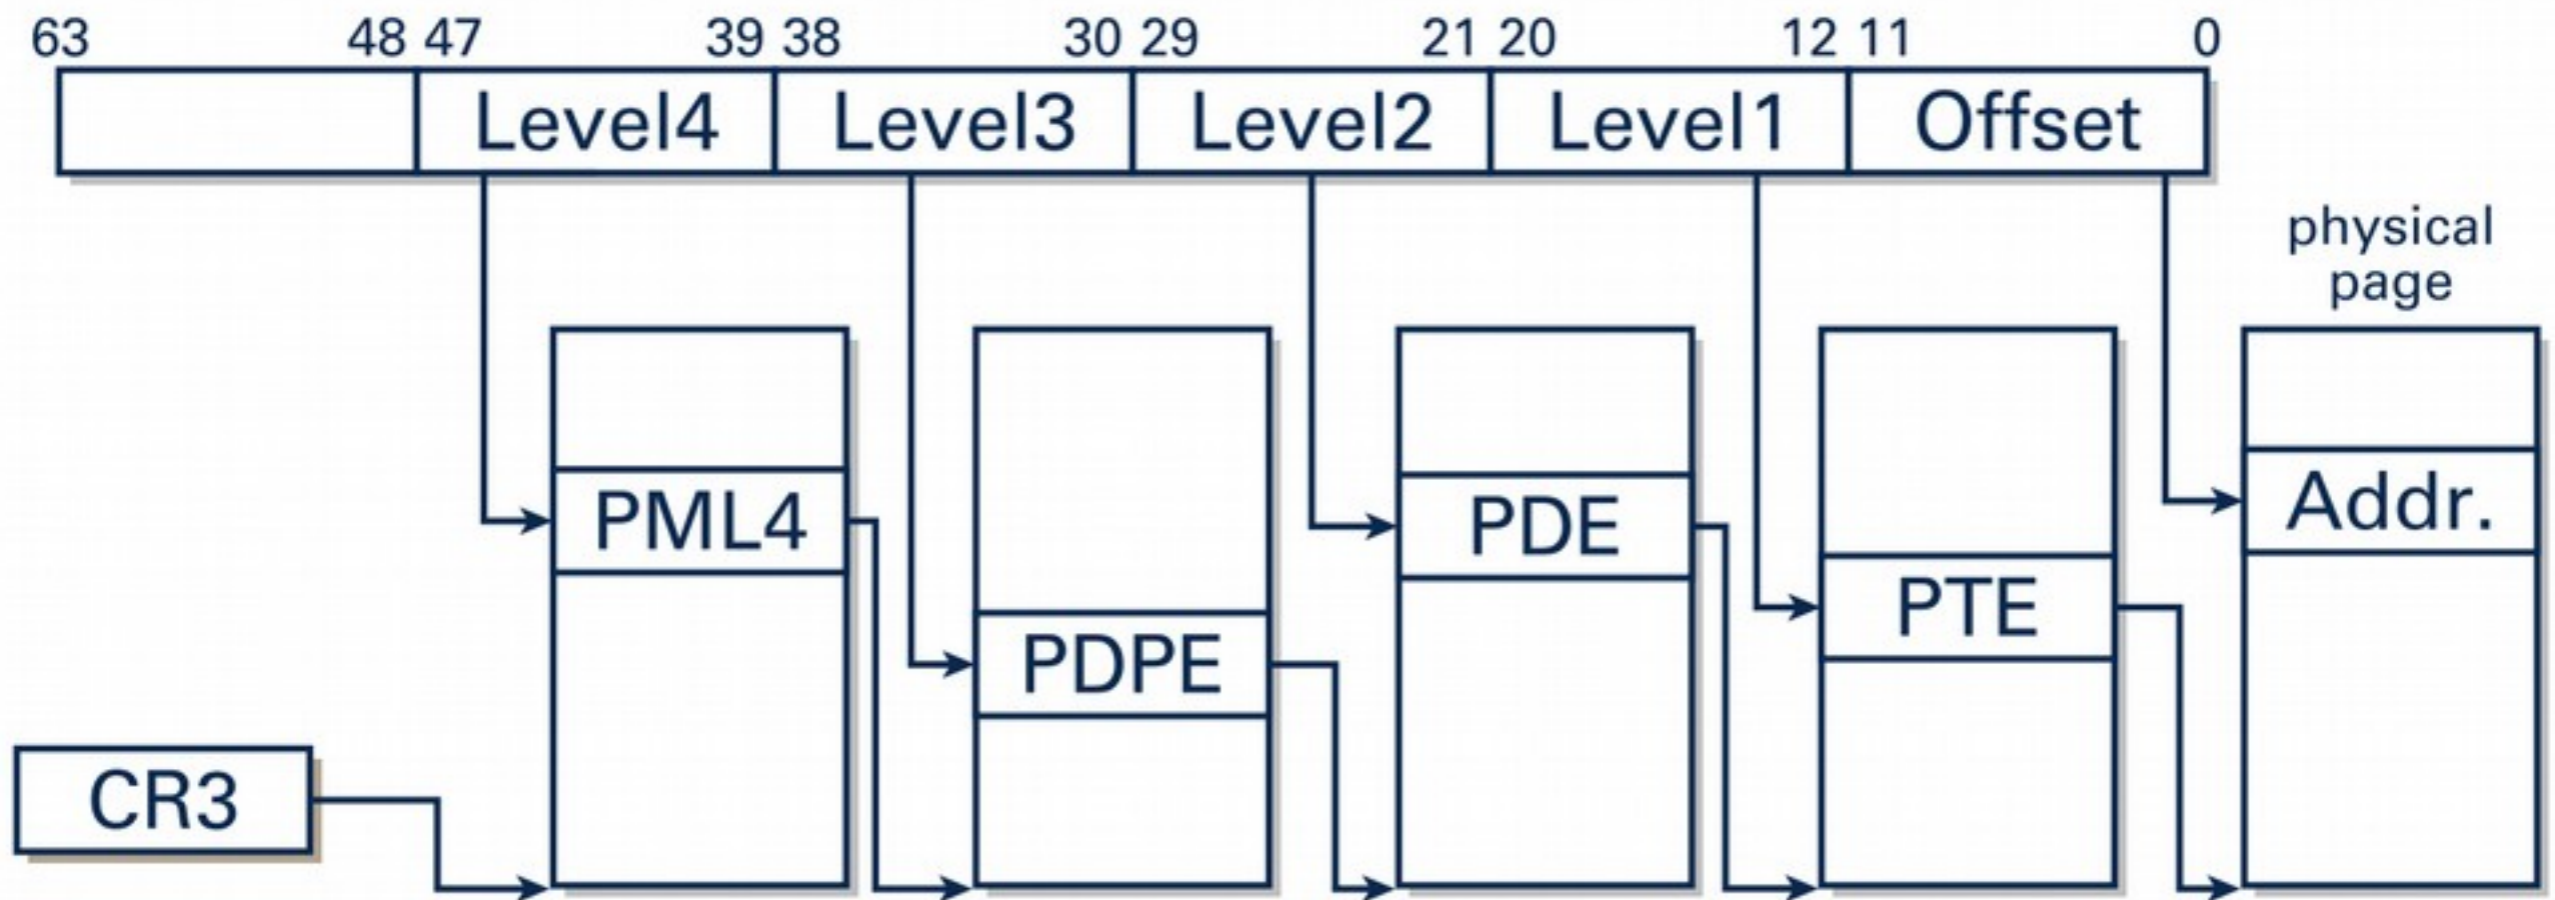 63 48 47 39 38 30 29 21 20 12 11 0
Level4 Level3 Level2 Level1 Offset
physical
page
PML4 PDE Addr.
PTE
PDPE
CR3